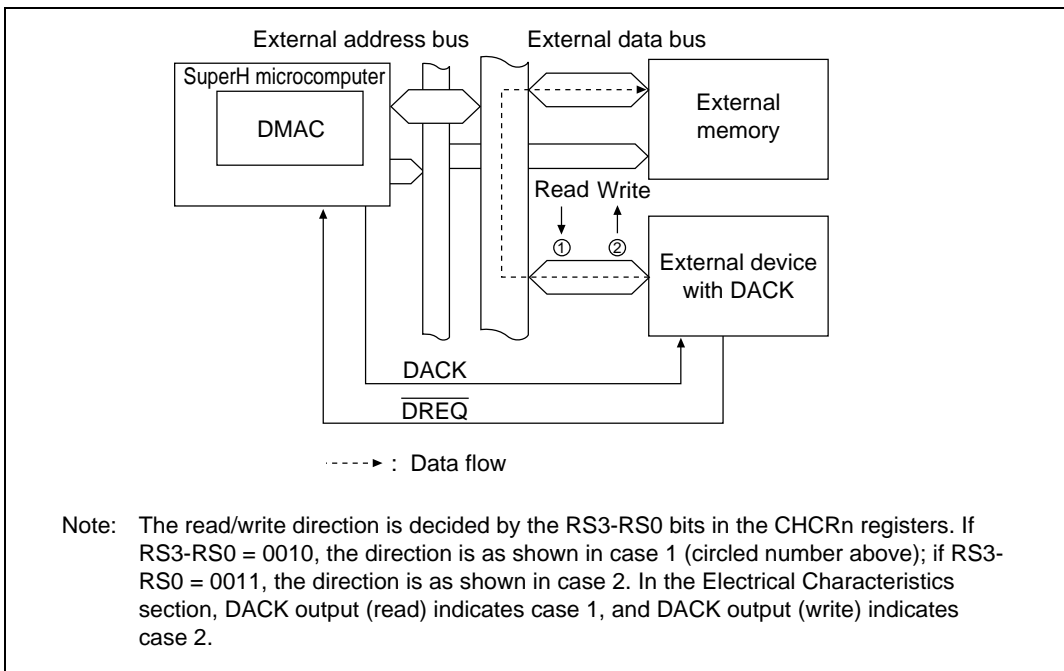 External address bus
External data bus
SuperH microcomputer
DMAC
External
memory
Read Write
① ②
External device
with DACK
DACK
DREQ
: Data flow
Note: The read/write direction is decided by the RS3-RS0 bits in the CHCRn registers. If
RS3-RS0 = 0010, the direction is as shown in case 1 (circled number above); if RS3-
RS0 = 0011, the direction is as shown in case 2. In the Electrical Characteristics
section, DACK output (read) indicates case 1, and DACK output (write) indicates
case 2.